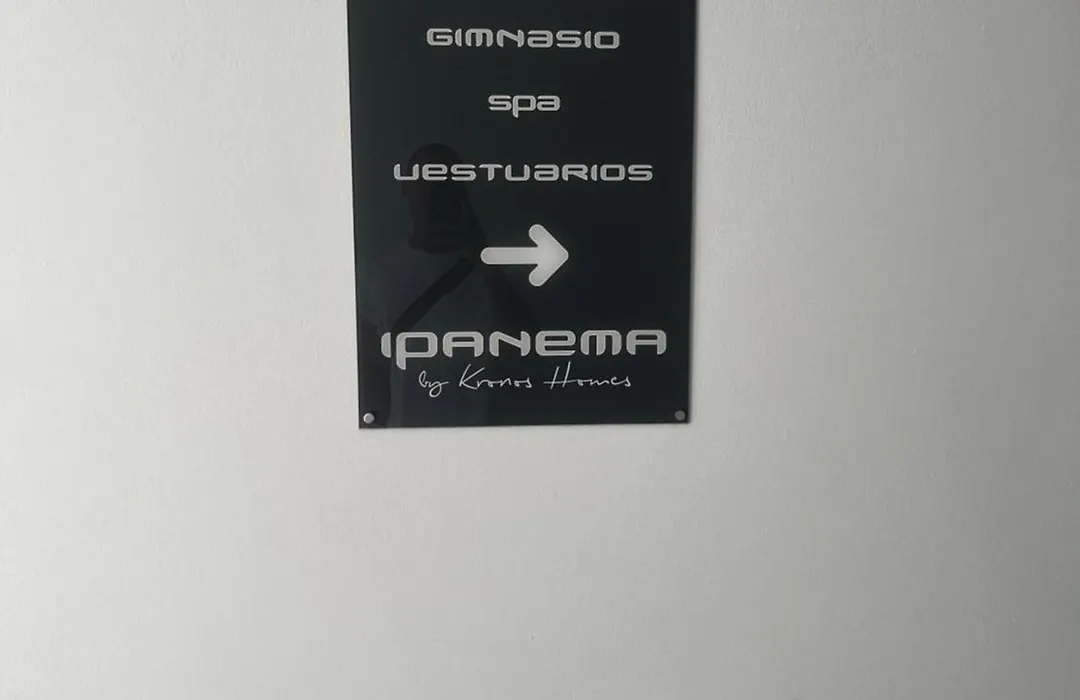 GIMNASIO
spa
VESTUARIOS
IPANEMA
by Kronos Homes